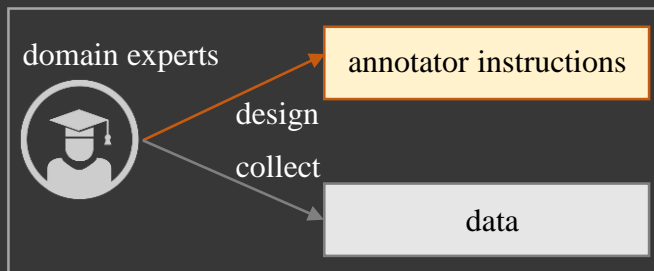 domain experts
annotator instructions
design
collect
data